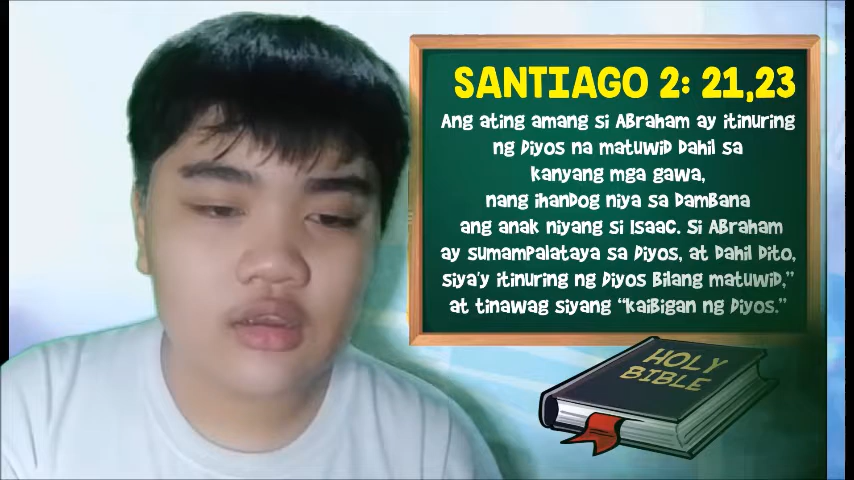 SANTIAGO 2: 21,23
Ang ating amang si Abraham ay itinuring
ng Diyos na matuwid dahil sa
kanyang mga gawa,
nang ihandog niya sa dambana
ang anak niyang si Isaac. Si Abraham
ay sumampalataya sa Diyos, at dahil dito,
siya'y itinuring ng Diyos bilang matuwid,”
at tinawag siyang “kaibigan ng Diyos.”
HOLY
BIBLE